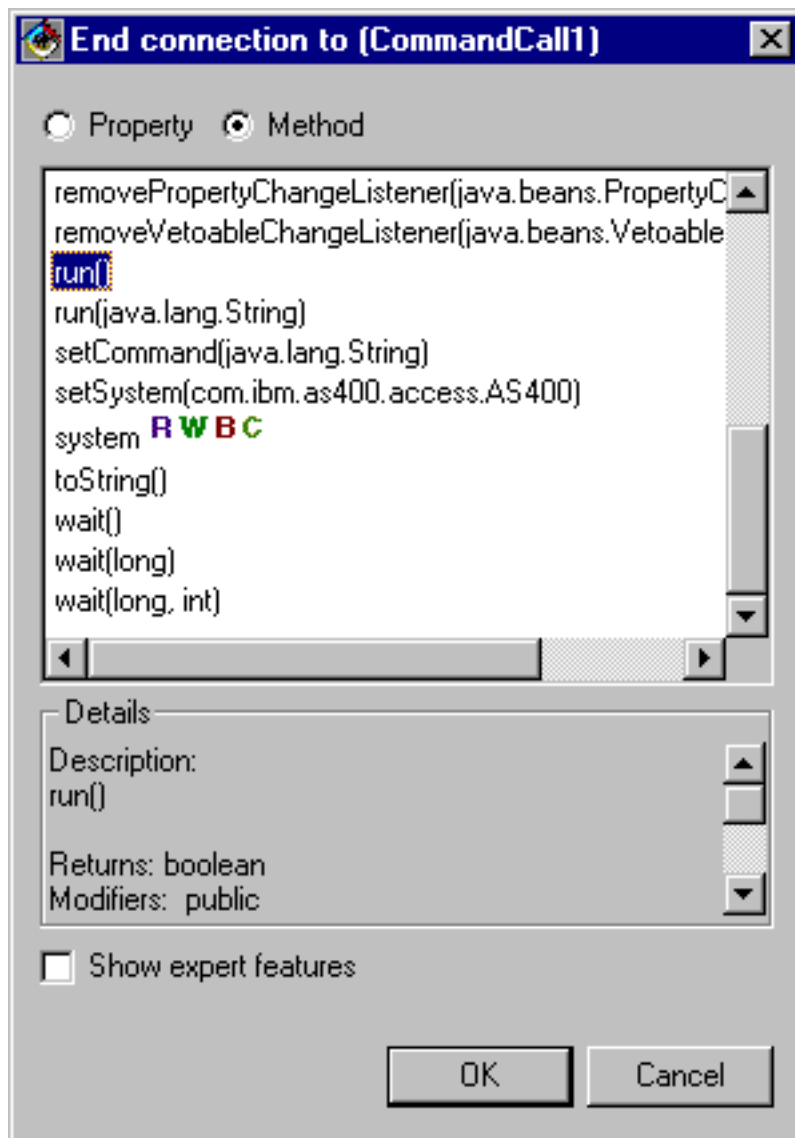 End connection to (CommandCall1)
Property Method
removePropertyChangeListener(java.beans.PropertyC
removeVetoableChangeListener(java.beans.Vetoable
run()
run(java.lang.String)
setCommand(java.lang.String)
setSystem(com.ibm.as400.access.AS400)
system R W B C
toString()
wait()
wait(long)
wait(long, int)
Details
Description:
run()
Returns: boolean
Modifiers: public
Show expert features
OK Cancel